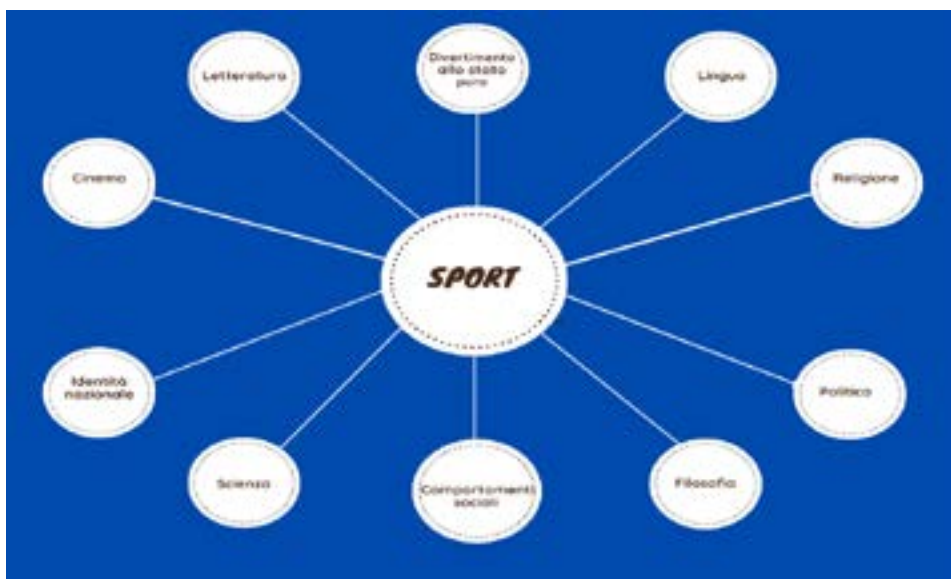 Letteratura
Divertimento
allo stato
puro
Lingua
Cinema
Religione
SPORT
Identità
nazionale
Politica
Scienza
Comportamenti
sociali
Filosofia